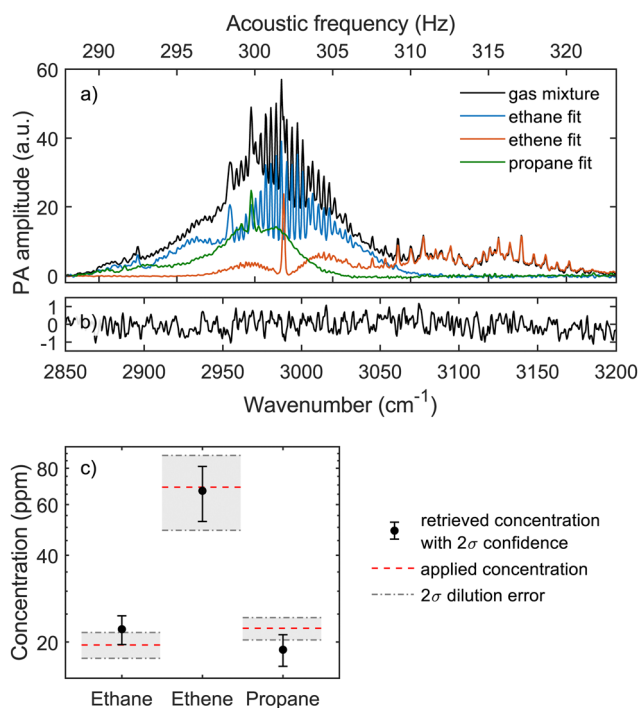 Acoustic frequency (Hz)
290 295 300 305 310 315 320
60
a)
gas mixture
ethane fit
ethene fit
propane fit
40
20
0
PA amplitude (a.u.)
b)
1
0
-1
2850 2900 2950 3000 3050 3100 3150 3200
Wavenumber (cm⁻¹)
c)
80
60
40
20
Concentration (ppm)
Ethane Ethene Propane
retrieved concentration
with 2σ confidence
applied concentration
2σ dilution error